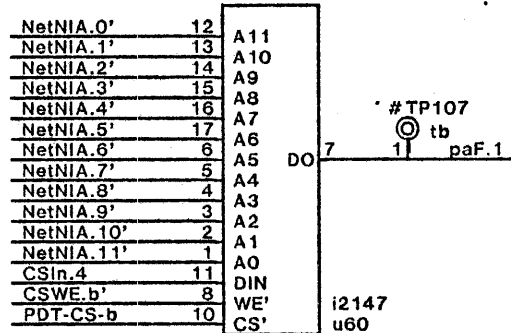 NetNIA.0' 12 A11
NetNIA.1' 13 A10
NetNIA.2' 14 A9
NetNIA.3' 15 A8
NetNIA.4' 16 A7
NetNIA.5' 17 A6
NetNIA.6' 6 A5
NetNIA.7' 5 A4
NetNIA.8' 4 A3
NetNIA.9' 3 A2
NetNIA.10' 2 A1
NetNIA.11' 1 A0
CSIn.4 11 DIN
CSWE.b' 8 WE'
PDT-CS-b 10 CS'
#TP107
tb
DO 7 1 paF.1
i2147
u60